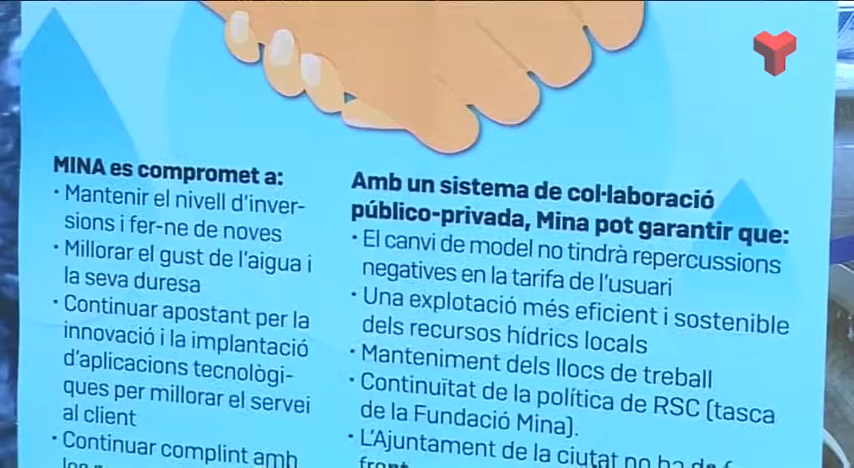 MINA es compromet a:
· Mantenir el nivell d'inver-
sions i fer-ne de noves
· Millorar el gust de l'aigua i
la seva duresa
· Continuar apostant per la
innovació i la implantació
d'aplicacions tecnològi-
ques per millorar el servei
al client
· Continuar complint amb
Amb un sistema de col·laboració
público-privada, Mina pot garantir que:
· El canvi de model no tindrà repercussions
negatives en la tarifa de l'usuari
· Una explotació més eficient i sostenible
dels recursos hídrics locals
· Manteniment dels llocs de treball
· Continuïtat de la política de RSC (tasca
de la Fundació Mina).
· L'Ajuntament de la ciutat no ha de